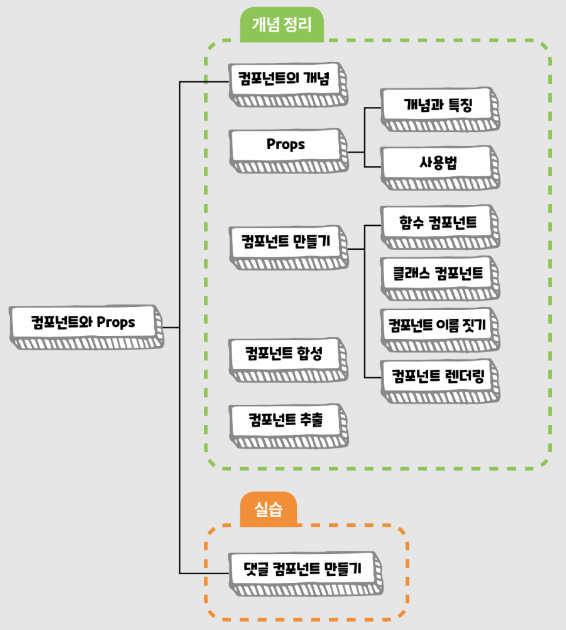 개념 정리
컴포넌트의 개념
Props
개념과 특징
사용법
컴포넌트 만들기
함수 컴포넌트
클래스 컴포넌트
컴포넌트 이름 짓기
컴포넌트 렌더링
컴포넌트와 Props
컴포넌트 합성
컴포넌트 추출
실습
댓글 컴포넌트 만들기